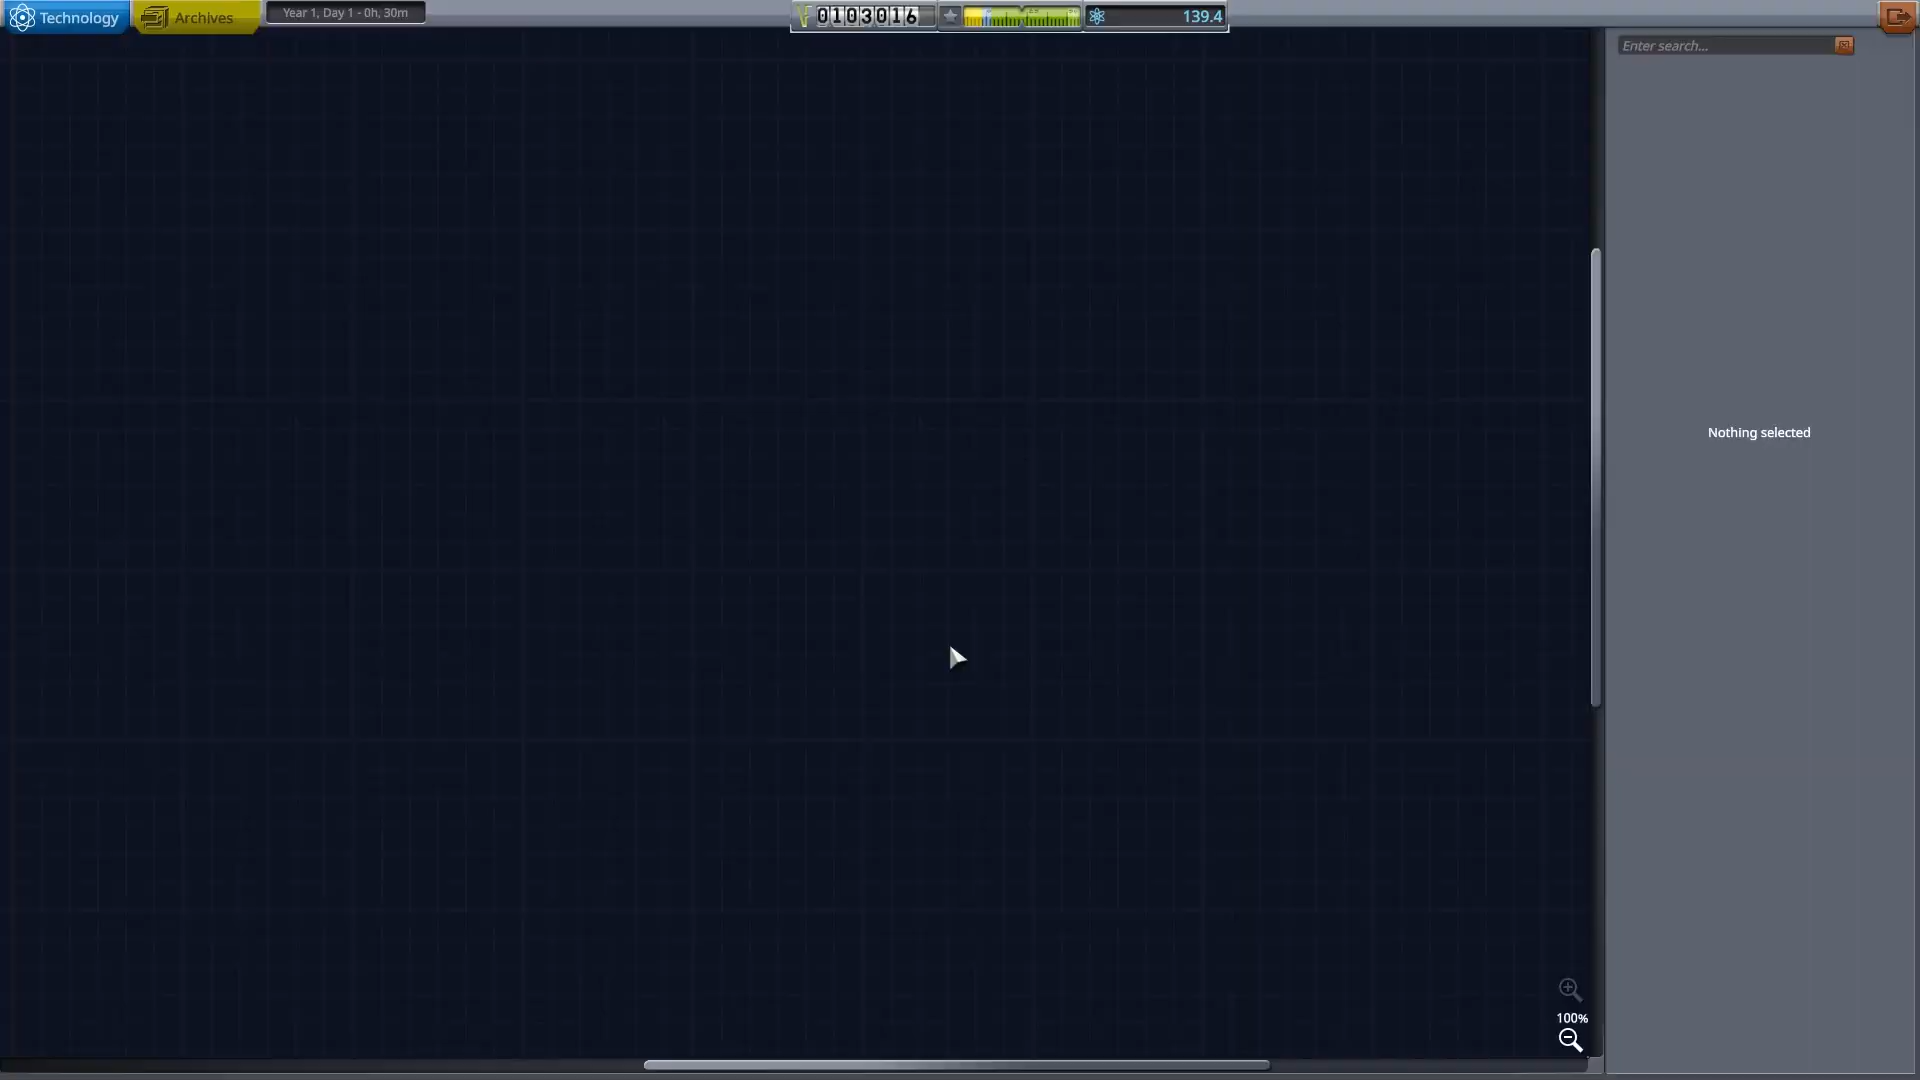 Technology
Archives
Year 1, Day 1 - 0h, 30m
0103016
139.4
Enter search...
Nothing selected
100%